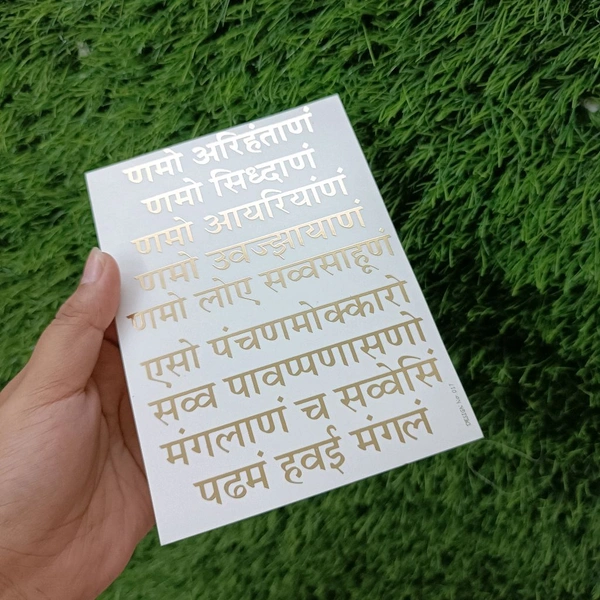 णमो अरिहंताणं
णमो सिध्दाणं
णमो आयरियाणं
णमो उवज्झायाणं
णमो लोए सव्वसाहूणं
एसो पंचणमोक्कारो
सव्व पावप्पणासणो
मंगलाणं च सव्वेसिं
पढमं हवई मंगलं